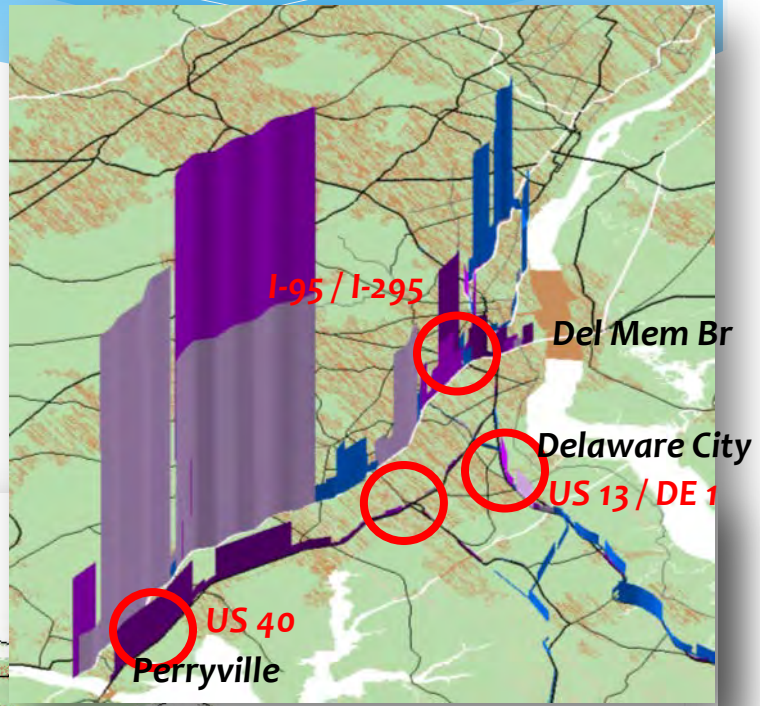 I-95 / I-295
Del Mem Br
Delaware City
US 13 / DE 1
US 40
Perryville